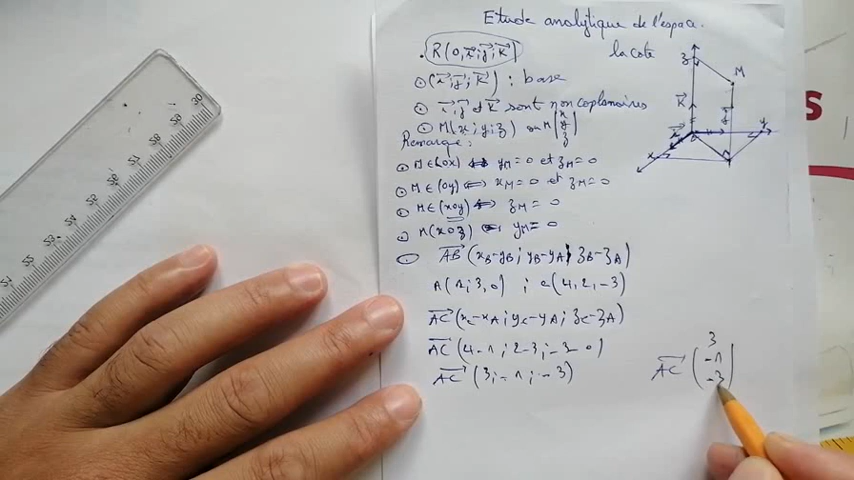 Etude analytique de l'espace.
. R(0,i⃗;j⃗;k⃗)
la cote
(i⃗;j⃗;k⃗) : base
i⃗;j⃗ et k⃗ sont non coplanaires
M(x;y;z) ou M(x y z)
Remarque :
M∈(ox) ⟺ yM=0 et zM=0
M∈(oy) ⟺ xM=0 et zM=0
M∈(xoy) ⟺ zM=0
M(xoz) ⟺ yM=0
AB⃗ (xB-yB; yB-yA; zB-zA)
A(1;3,0) ; C(4,2,-3)
AC⃗ (xC-xA; yC-yA; zC-zA)
AC⃗ (4-1; 2-3; -3-0)
AC⃗ (3; -1; -3)
AC⃗ (3 -1 -3)
z
M
k⃗
y
x
30